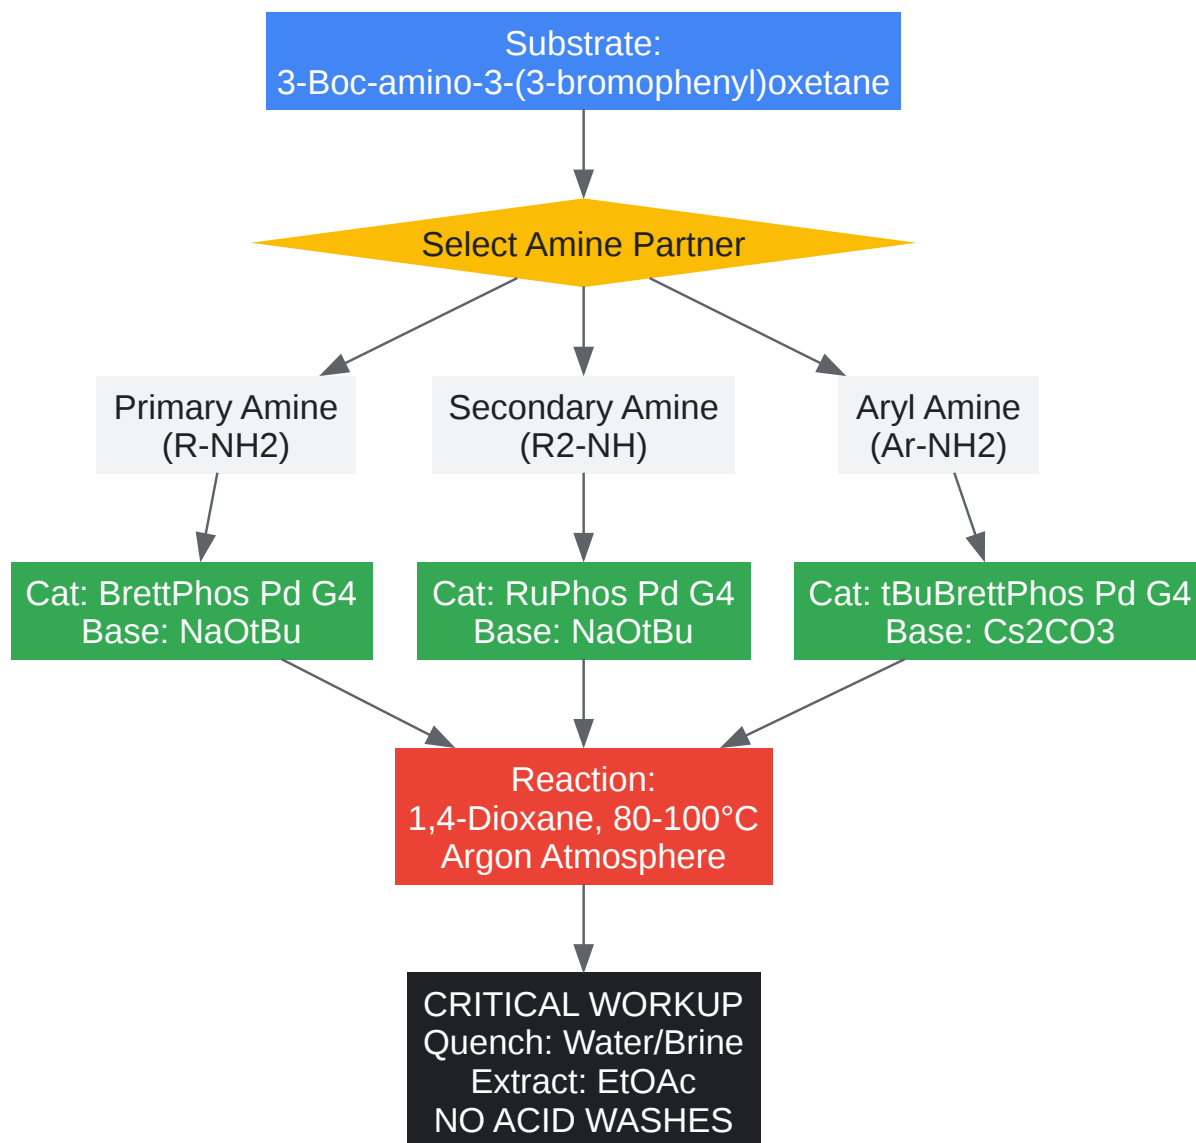 Substrate:
3-Boc-amino-3-(3-bromophenyl)oxetane
Select Amine Partner
Primary Amine
(R-NH2)
Secondary Amine
(R2-NH)
Aryl Amine
(Ar-NH2)
Cat: BrettPhos Pd G4
Base: NaOtBu
Cat: RuPhos Pd G4
Base: NaOtBu
Cat: tBuBrettPhos Pd G4
Base: Cs2CO3
Reaction:
1,4-Dioxane, 80-100°C
Argon Atmosphere
CRITICAL WORKUP
Quench: Water/Brine
Extract: EtOAc
NO ACID WASHES